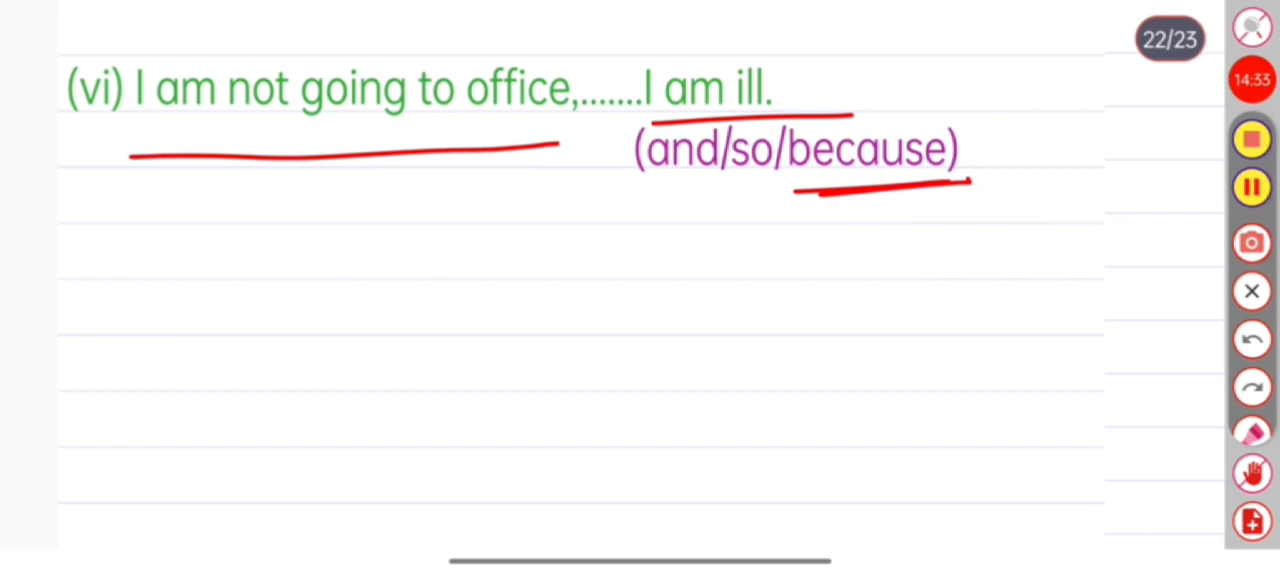 22/23
(vi) I am not going to office,.......I am ill.
14:33
(and/so/because)